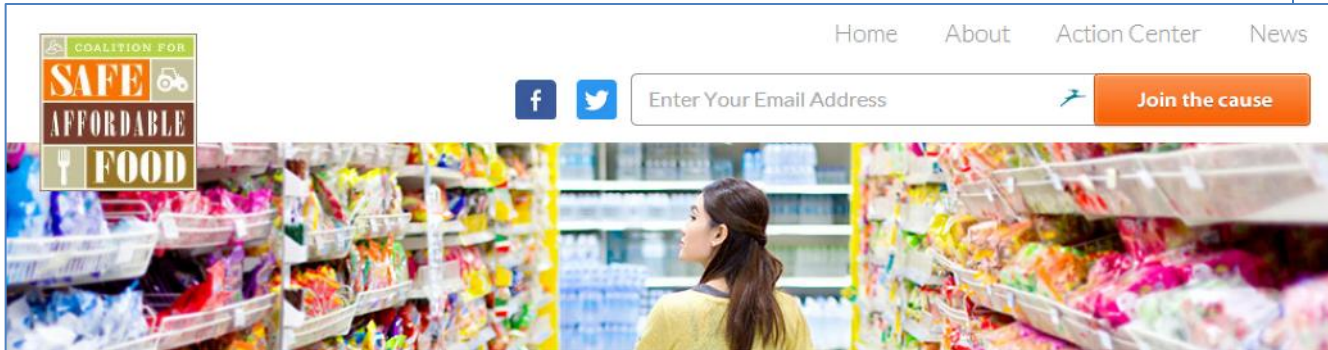 Home About Action Center News
COALITION FOR
SAFE
AFFORDABLE
FOOD
f
Enter Your Email Address
Join the cause